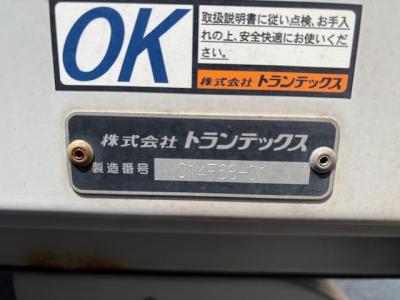 OK
取扱説明書に従い点検、お手入
れの上、安全快適にお使いくだ
さい。
株式会社 トランテックス
株式会社 トランテックス
製造番号